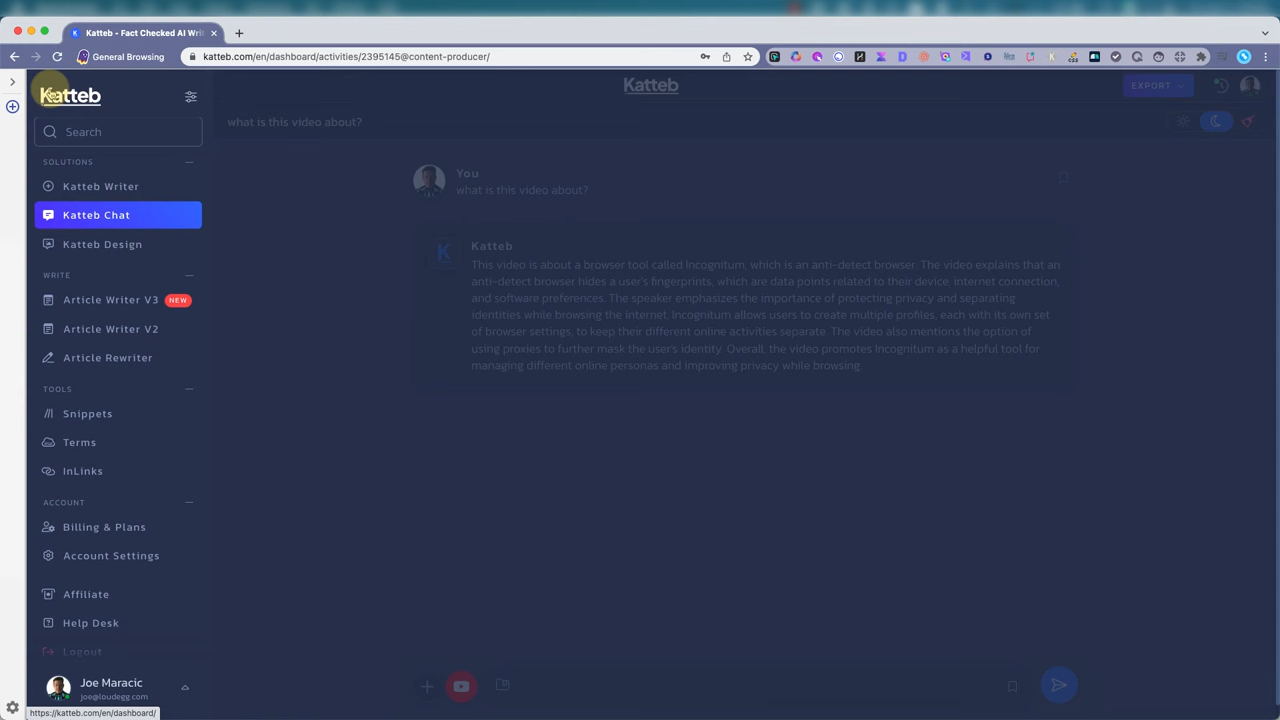 Katteb - Fact Checked AI Wri
General Browsing
katteb.com/en/dashboard/activities/2395145@content-producer/
Katteb
Search
SOLUTIONS
Katteb Writer
Katteb Chat
Katteb Design
WRITE
Article Writer V3 NEW
Article Writer V2
Article Rewriter
TOOLS
Snippets
Terms
InLinks
ACCOUNT
Billing & Plans
Account Settings
Affiliate
Help Desk
Logout
Joe Maracic
joe@loudegg.com
https://katteb.com/en/dashboard/
Katteb
EXPORT
what is this video about?
You
what is this video about?
Katteb
This video is about a browser tool called Incognitum, which is an anti-detect browser. The video explains that an
anti-detect browser hides a user's fingerprints, which are data points related to their device, internet connection,
and software preferences. The speaker emphasizes the importance of protecting privacy and separating
identities while browsing the internet. Incognitum allows users to create multiple profiles, each with its own set
of browser settings, to keep their different online activities separate. The video also mentions the option of
using proxies to further mask the user's identity. Overall, the video promotes Incognitum as a helpful tool for
managing different online personas and improving privacy while browsing.